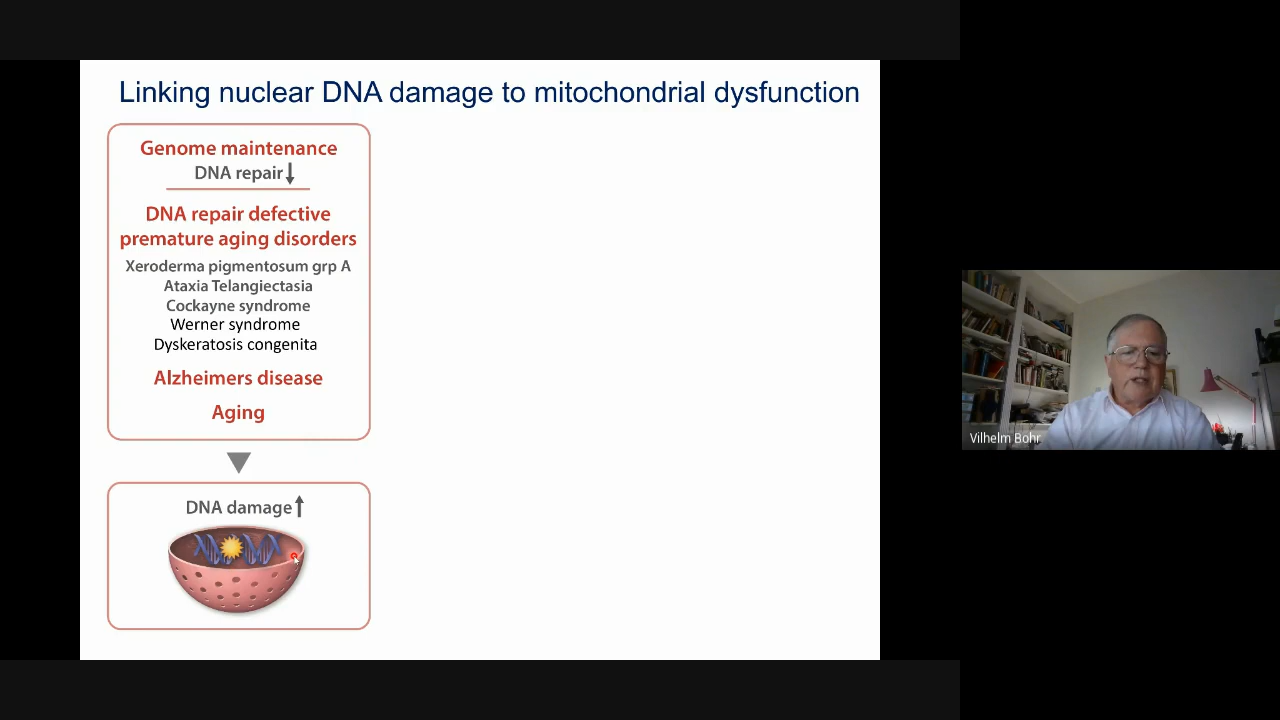 Linking nuclear DNA damage to mitochondrial dysfunction
Genome maintenance
DNA repair
DNA repair defective
premature aging disorders
Xeroderma pigmentosum grp A
Ataxia Telangiectasia
Cockayne syndrome
Werner syndrome
Dyskeratosis congenita
Alzheimers disease
Aging
DNA damage
Vilhelm Bohr